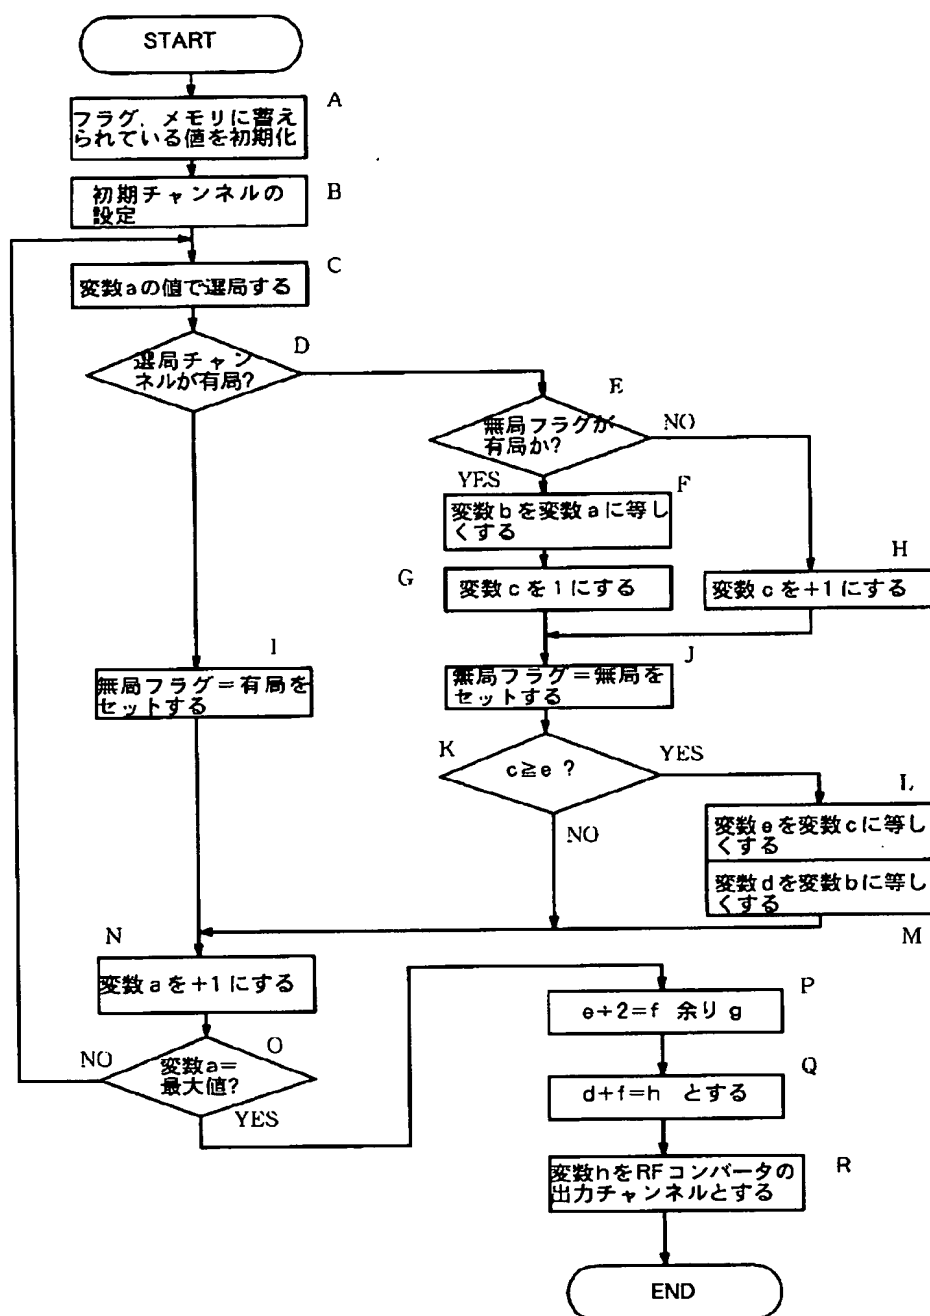 START
A
フラグ，メモリに蓄え
られている値を初期化
B
初期チャンネルの
設定
C
変数aの値で選局する
D
選局チャン
ネルが有局?
E
無局フラグが
有局か?
NO
YES
F
変数bを変数aに等し
くする
G
変数cを1にする
H
変数cを+1にする
I
無局フラグ＝有局を
セットする
J
無局フラグ＝無局を
セットする
K
c≧e ?
YES
NO
L
変数eを変数cに等し
くする
変数dを変数bに等し
くする
M
N
変数aを+1にする
O
変数a＝
最大値?
NO
YES
P
e÷2=f 余り g
Q
d+f=h とする
R
変数hをRFコンバータの
出力チャンネルとする
END